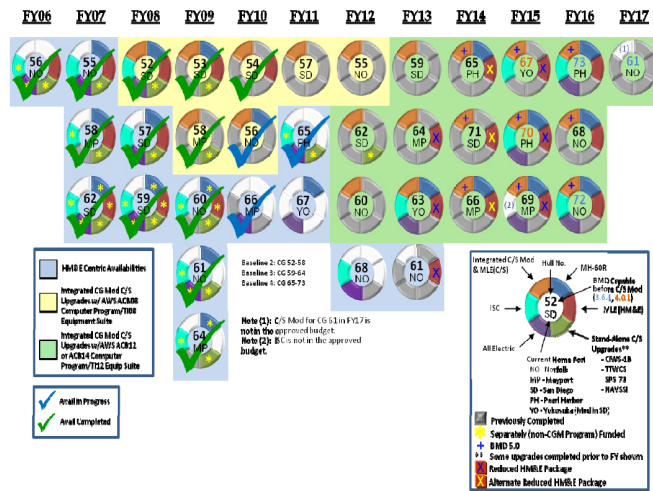 FY06 FY07 FY08 FY09 FY10 FY11 FY12 FY13 FY14 FY15 FY16 FY17
56 55 52 53 54 57 55 59 65 67 73 (1) 61
NO NO SD SD SD SD NO SD PH YO PH NO
58 57 58 56 65 62 64 71 70 68
MP SD MP NO PH SD MP SD PH NO
62 59 60 66 67 60 63 66 (2) 69 72
SD SD NO MP YO NO YO MP MP NO
61 68 61
NO NO NO
64
MP
Baseline 2: CG 52-58
Baseline 3: CG 59-64
Baseline 4: CG 65-73
Note (1): C/S Mod for CG 61 in FY17 is
not in the approved budget.
Note (2): ISC is not in the approved
budget.
HM&E Centric Availabilities
Integrated CG Mod C/S
Upgrades w/ AWS ACB08
Computer Program/TI08
Equipment Suite
Integrated CG Mod C/S
Upgrades w/ AWS ACB12
or ACB14 Computer
Program/TI12 Equip Suite
Avail in Progress
Avail Completed
Integrated C/S Mod
& MLE(C/S)
Hull No.
MH-60R
BMD Capable
before C/S Mod
(3.6.1, 4.0.1)
52
SD
ISC
MLE(HM&E)
All Electric
Stand-Alone C/S
Upgrades**
- CIWS-1B
- TTWCS
SPS 73
- NAVSSI
Current Home Port
NO - Norfolk
MP - Mayport
SD - San Diego
PH - Pearl Harbor
YO - Yokosuka (Mod in SD)
Previously Completed
Separately (non-CGM Program) Funded
+ BMD 5.0
** Some upgrades completed prior to FY shown
X Reduced HM&E Package
X Alternate Reduced HM&E Package